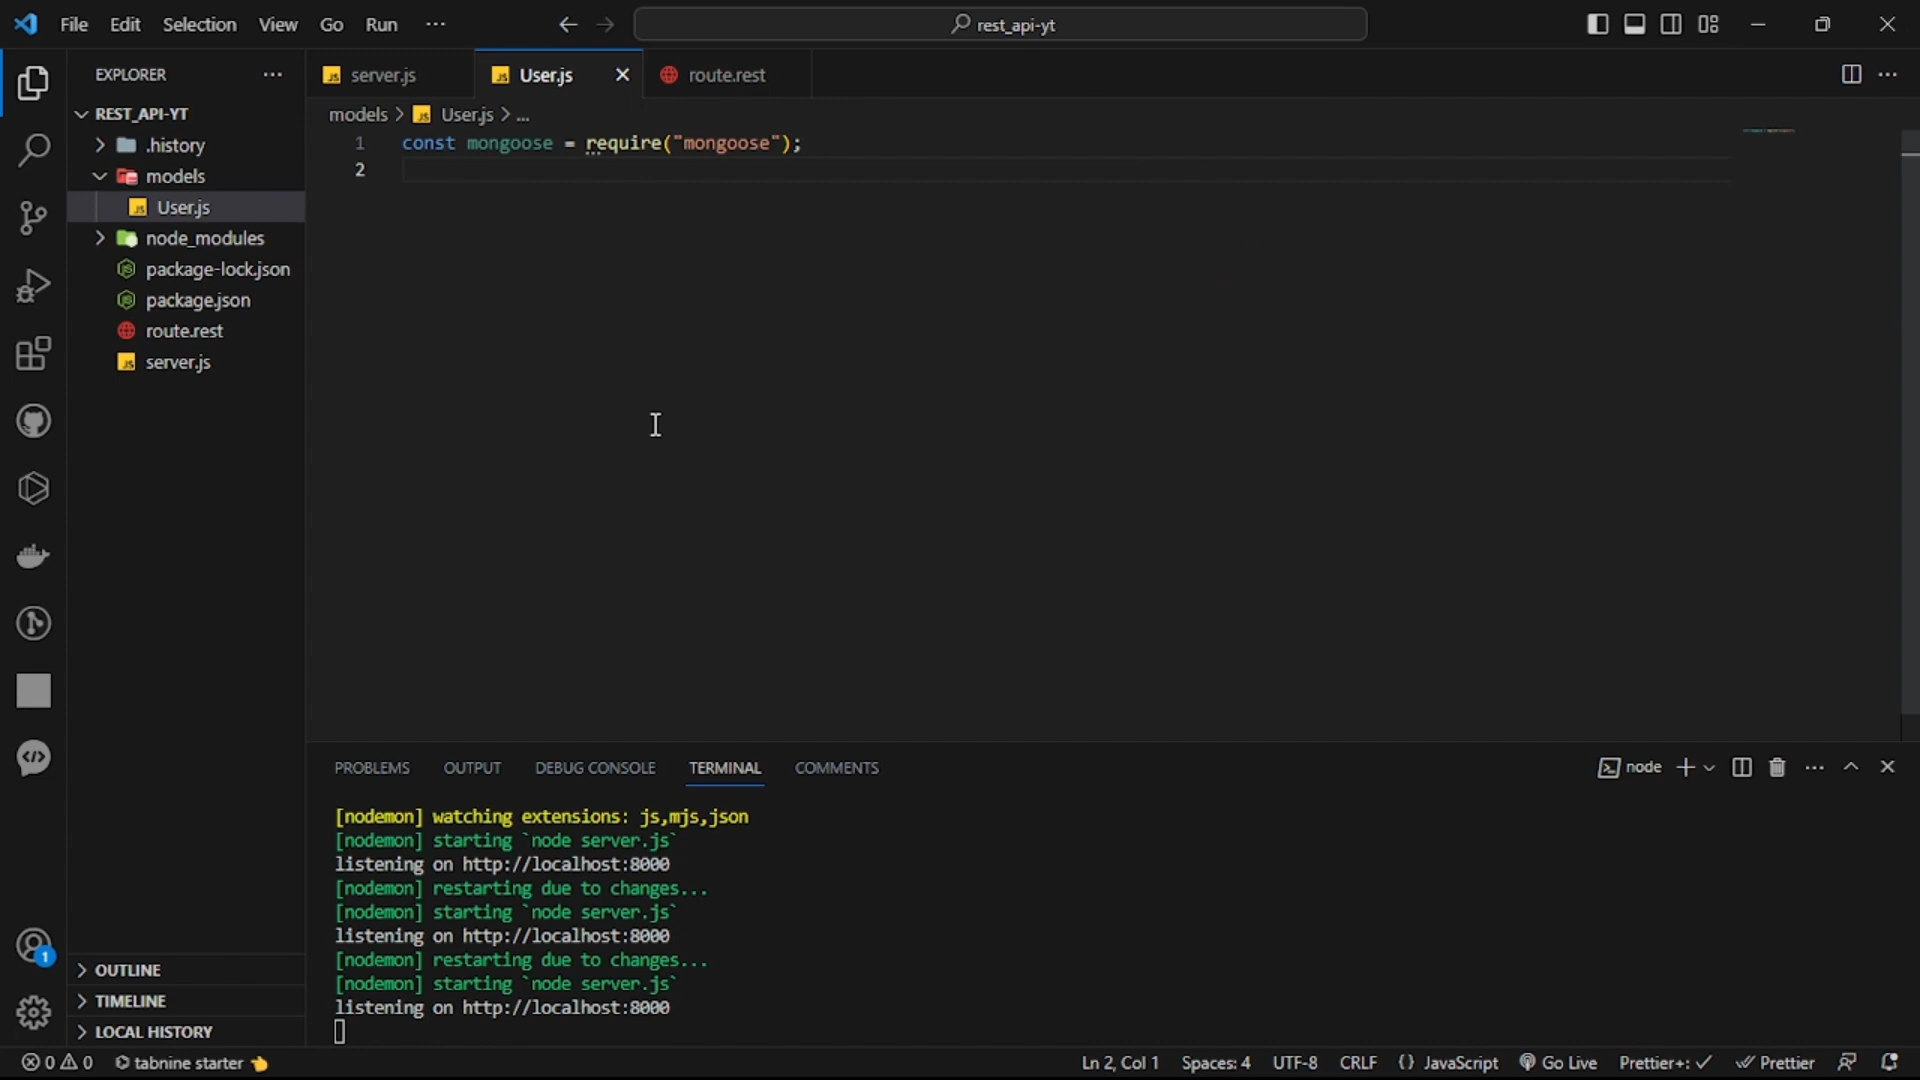 File Edit Selection View Go Run ···
rest_api-yt
EXPLORER ···
REST_API-YT
.history
models
User.js
node_modules
package-lock.json
package.json
route.rest
server.js
OUTLINE
TIMELINE
LOCAL HISTORY
server.js User.js route.rest
models > User.js > ...
1 const mongoose = require("mongoose");
2
PROBLEMS OUTPUT DEBUG CONSOLE TERMINAL COMMENTS
node
[nodemon] watching extensions: js,mjs,json
[nodemon] starting `node server.js`
listening on http://localhost:8000
[nodemon] restarting due to changes...
[nodemon] starting `node server.js`
listening on http://localhost:8000
[nodemon] restarting due to changes...
[nodemon] starting `node server.js`
listening on http://localhost:8000
1
0 0 tabnine starter Ln 2, Col 1 Spaces: 4 UTF-8 CRLF {} JavaScript Go Live Prettier+: Prettier